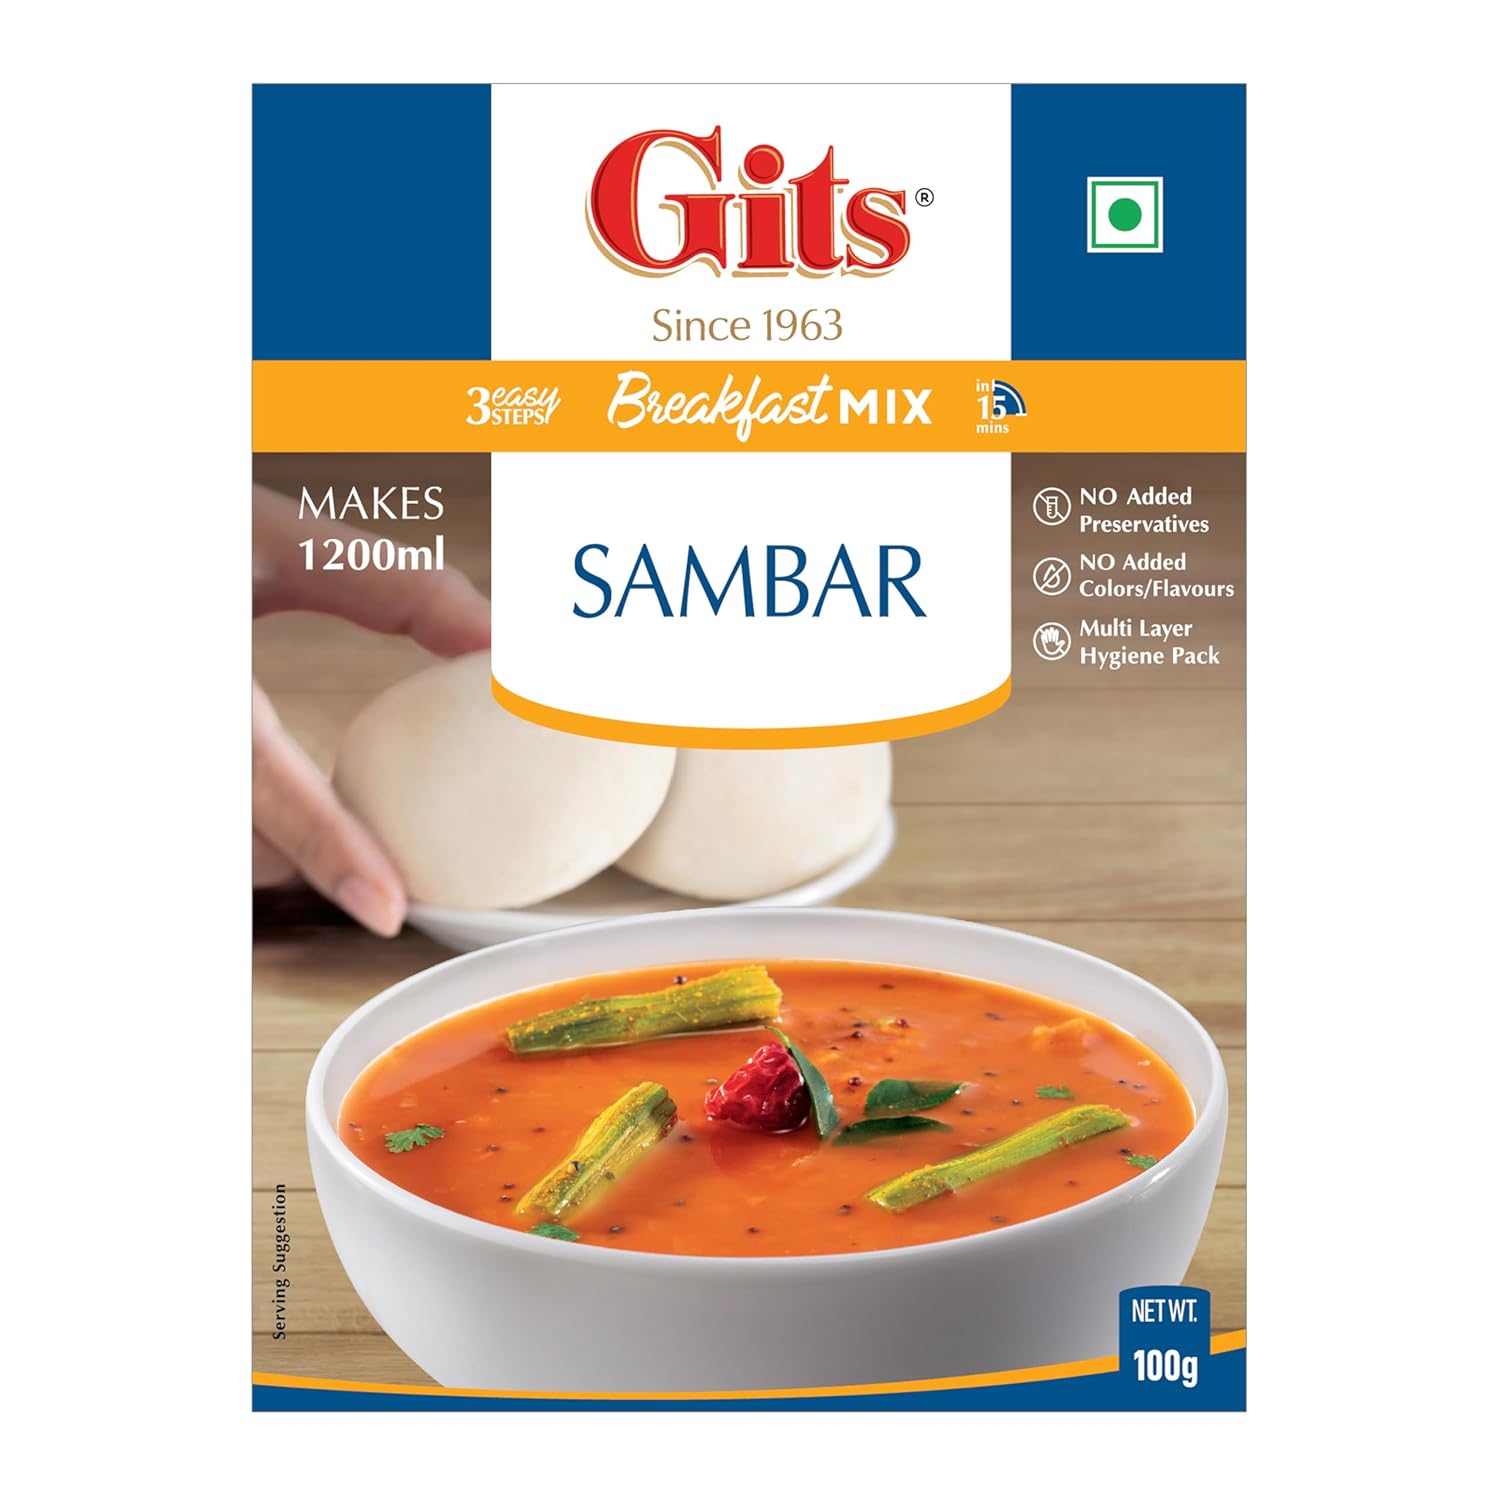 Gits®
Since 1963
3 easy STEPS!
Breakfast MIX
in 15 mins
MAKES
1200ml
SAMBAR
NO Added
Preservatives
NO Added
Colors/Flavours
Multi Layer
Hygiene Pack
Serving Suggestion
NET WT.
100g